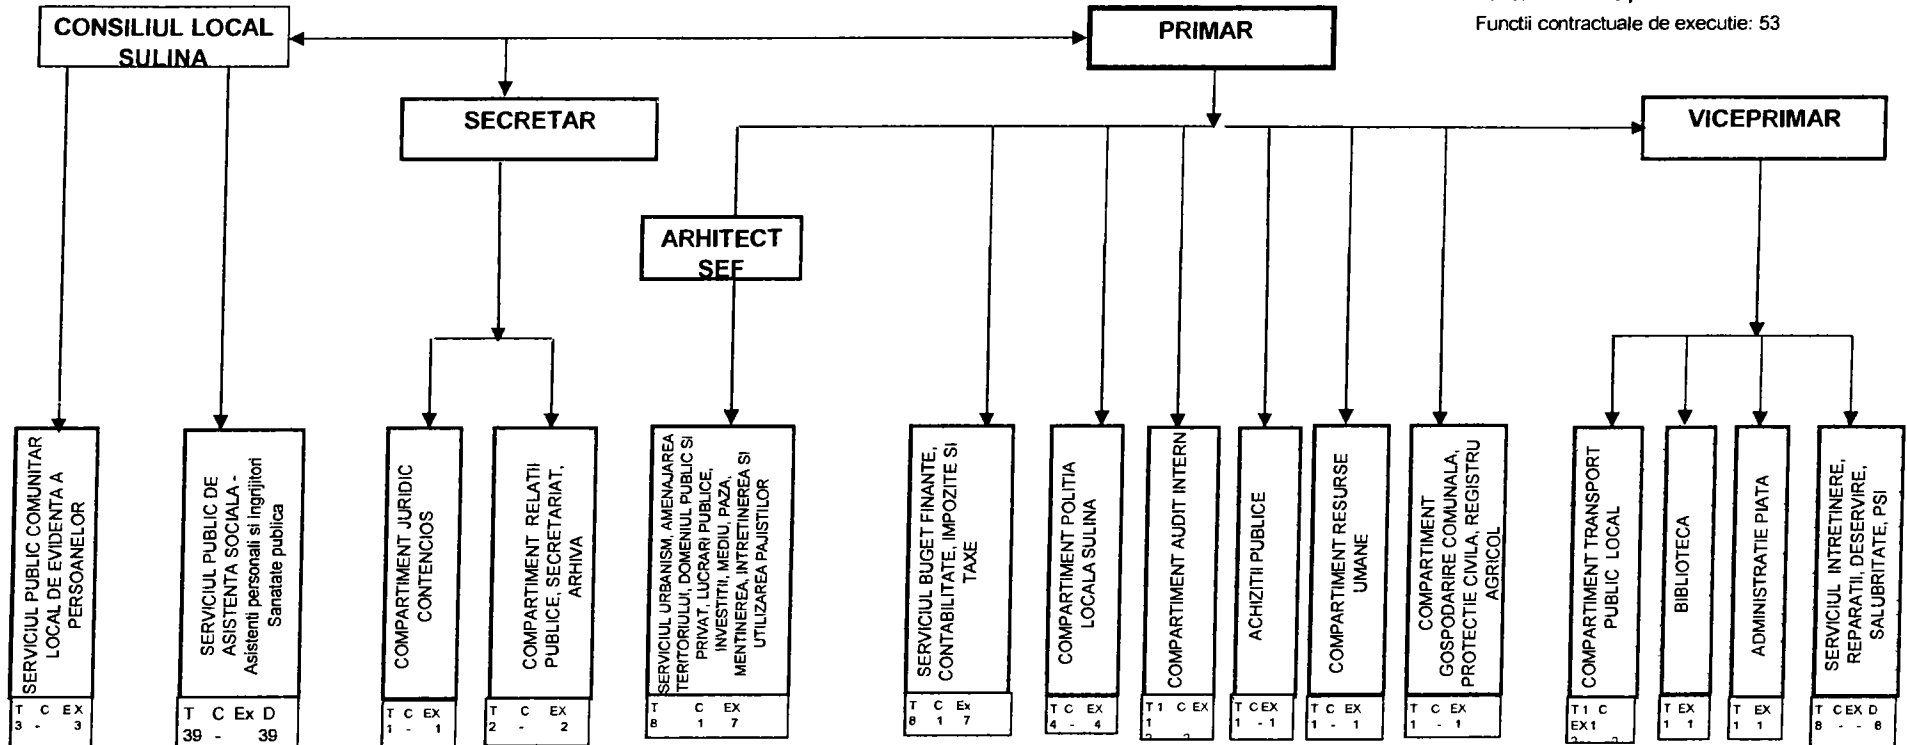 Functii contractuale de executie: 53
CONSILIUL LOCAL
SULINA
PRIMAR
SECRETAR
VICEPRIMAR
ARHITECT
SEF
SERVICIUL PUBLIC COMUNITAR
LOCAL DE EVIDENTA A
PERSOANELOR
T C EX
3 - 3
SERVICIUL PUBLIC DE
ASISTENTA SOCIALA -
Asistenti personali si ingrijitori
Sanatate publica
T C Ex D
39 - 39
COMPARTIMENT JURIDIC
CONTENCIOS
T C EX
1 - 1
COMPARTIMENT RELATII
PUBLICE, SECRETARIAT,
ARHIVA
T C EX
2 - 2
SERVICIUL URBANISM, AMENAJAREA
TERITORIULUI, DOMENIUL PUBLIC SI
PRIVAT, LUCRARI PUBLICE,
INVESTITII, MEDIU, PAZA,
MENTINEREA, INTRETINEREA SI
UTILIZAREA PAJISTILOR
T C EX
8 1 7
SERVICIUL BUGET FINANTE,
CONTABILITATE, IMPOZITE SI
TAXE
T C Ex
8 1 7
COMPARTIMENT POLITIA
LOCALA SULINA
T C EX
4 - 4
COMPARTIMENT AUDIT INTERN
T1 C EX
1
ACHIZITII PUBLICE
T C EX
1 - 1
COMPARTIMENT RESURSE
UMANE
T C EX
1 - 1
COMPARTIMENT
GOSPODARIRE COMUNALA,
PROTECTIE CIVILA, REGISTRU
AGRICOL
T C EX
1 - 1
COMPARTIMENT TRANSPORT
PUBLIC LOCAL
T1 C
EX1
BIBLIOTECA
T EX
1 1
ADMINISTRATIE PIATA
T EX
1 1
SERVICIUL INTRETINERE,
REPARATII, DESERVIRE,
SALUBRITATE, PSI
T C EX D
8 - - 8